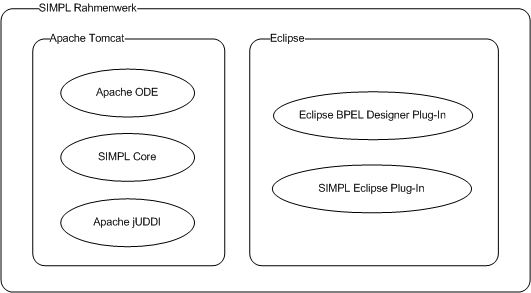 SIMPL Rahmenwerk
Apache Tomcat
Apache ODE
SIMPL Core
Apache jUDDI
Eclipse
Eclipse BPEL Designer Plug-In
SIMPL Eclipse Plug-In